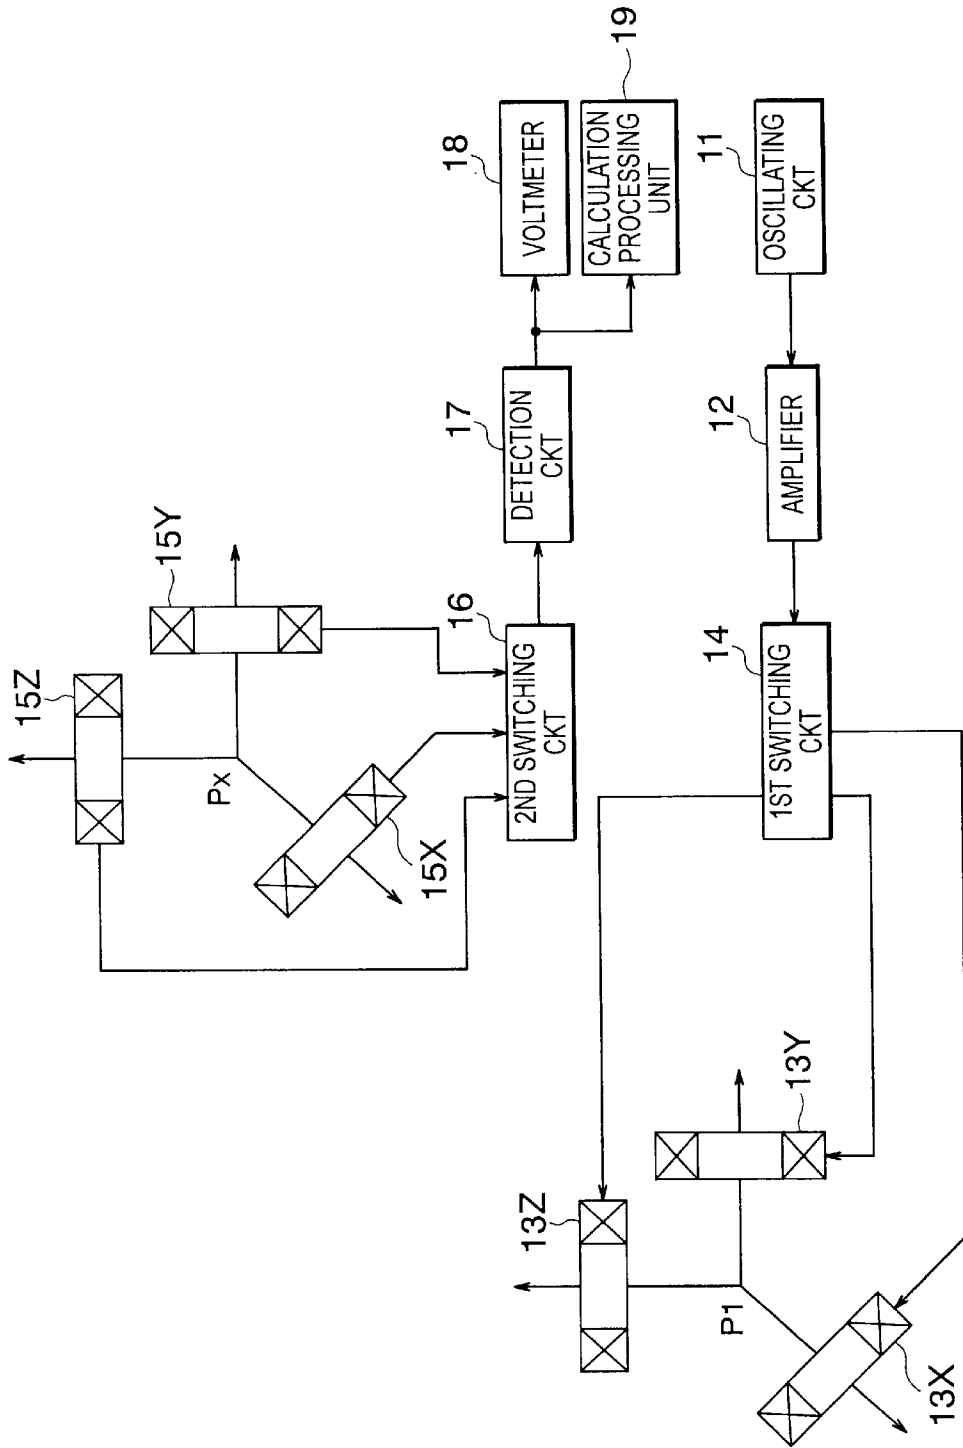 15Z
15Y
Px
15X
16
2ND SWITCHING
CKT
17
DETECTION
CKT
18
VOLTMETER
19
CALCULATION
PROCESSING
UNIT
13Z
13Y
P1
13X
14
1ST SWITCHING
CKT
12
AMPLIFIER
11
OSCILLATING
CKT